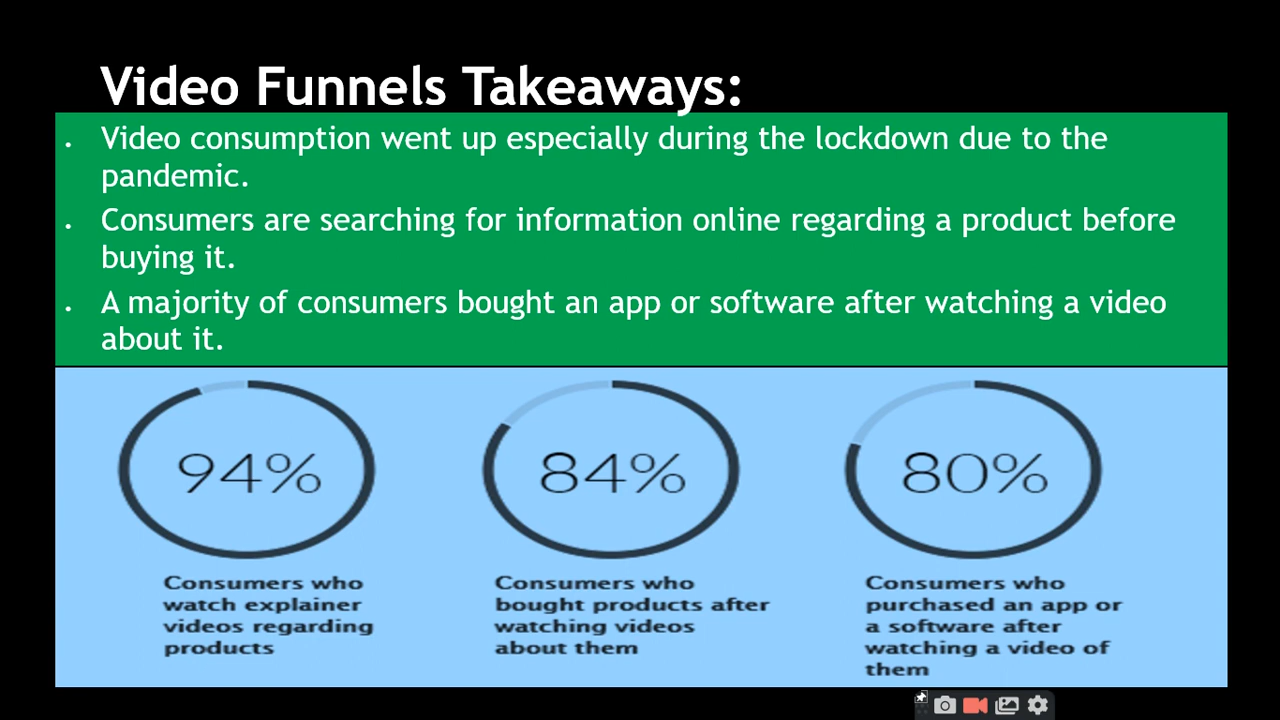 Video Funnels Takeaways:
• Video consumption went up especially during the lockdown due to the
pandemic.
• Consumers are searching for information online regarding a product before
buying it.
• A majority of consumers bought an app or software after watching a video
about it.
94%
Consumers who
watch explainer
videos regarding
products
84%
Consumers who
bought products after
watching videos
about them
80%
Consumers who
purchased an app or
a software after
watching a video of
them